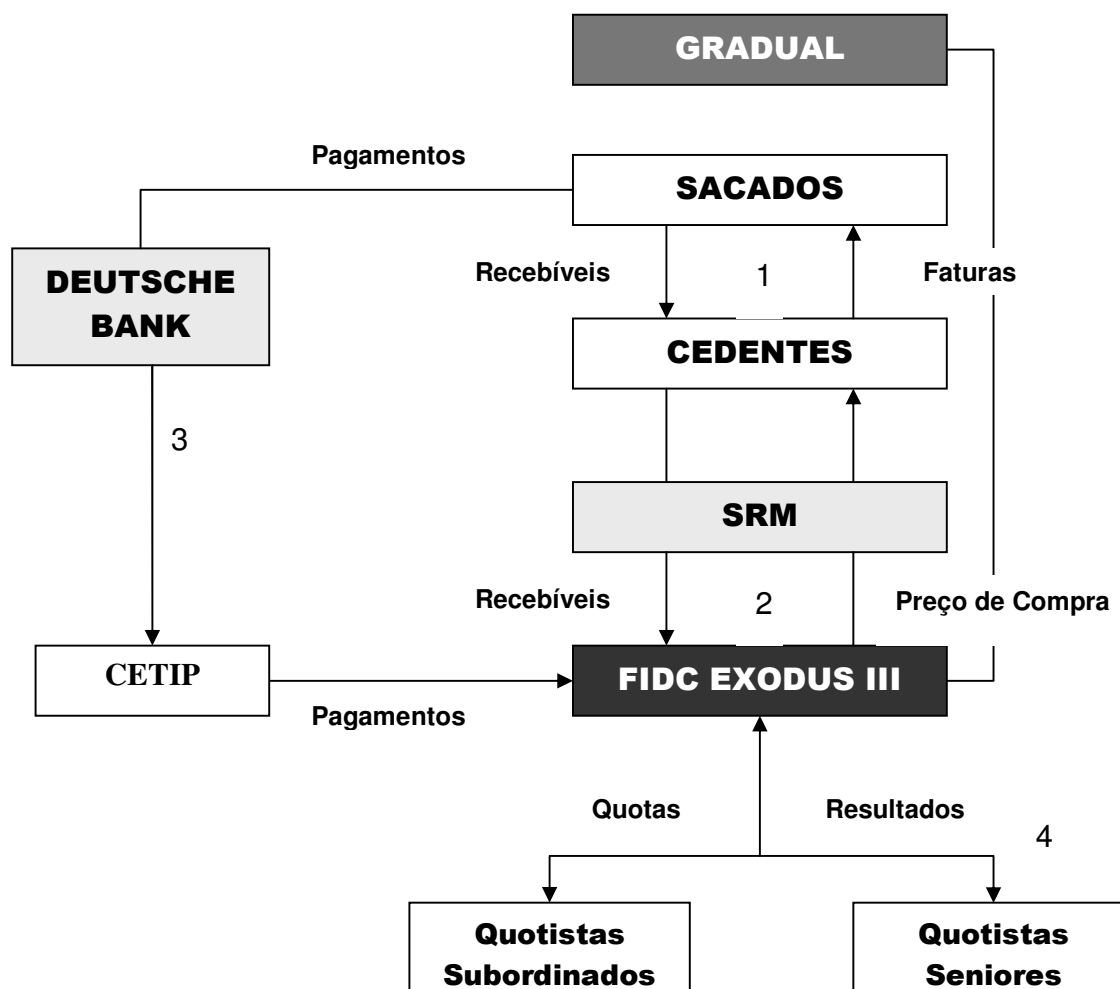 GRADUAL
Pagamentos
SACADOS
DEUTSCHE
BANK
Recebíveis
1
Faturas
CEDENTES
3
SRM
Recebíveis
2
Preço de Compra
CETIP
FIDC EXODUS III
Pagamentos
Quotas
Resultados
4
Quotistas
Subordinados
Quotistas
Seniores